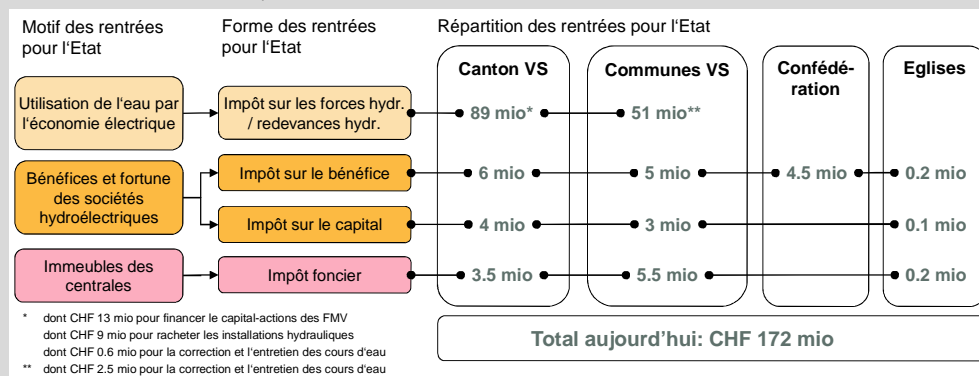 Motif des rentrées
pour l'Etat
Forme des rentrées
pour l'Etat
Répartition des rentrées pour l'Etat
Canton VS
Communes VS
Confédé-
ration
Eglises
Utilisation de l'eau par
l'économie électrique
Impôt sur les forces hydr.
/ redevances hydr.
89 mio*
51 mio**
Bénéfices et fortune
des sociétés
hydroélectriques
Impôt sur le bénéfice
6 mio
5 mio
4.5 mio
0.2 mio
Impôt sur le capital
4 mio
3 mio
0.1 mio
Immeubles des
centrales
Impôt foncier
3.5 mio
5.5 mio
0.2 mio
* dont CHF 13 mio pour financer le capital-actions des FMV
dont CHF 9 mio pour racheter les installations hydrauliques
dont CHF 0.6 mio pour la correction et l'entretien des cours d'eau
** dont CHF 2.5 mio pour la correction et l'entretien des cours d'eau
Total aujourd'hui: CHF 172 mio